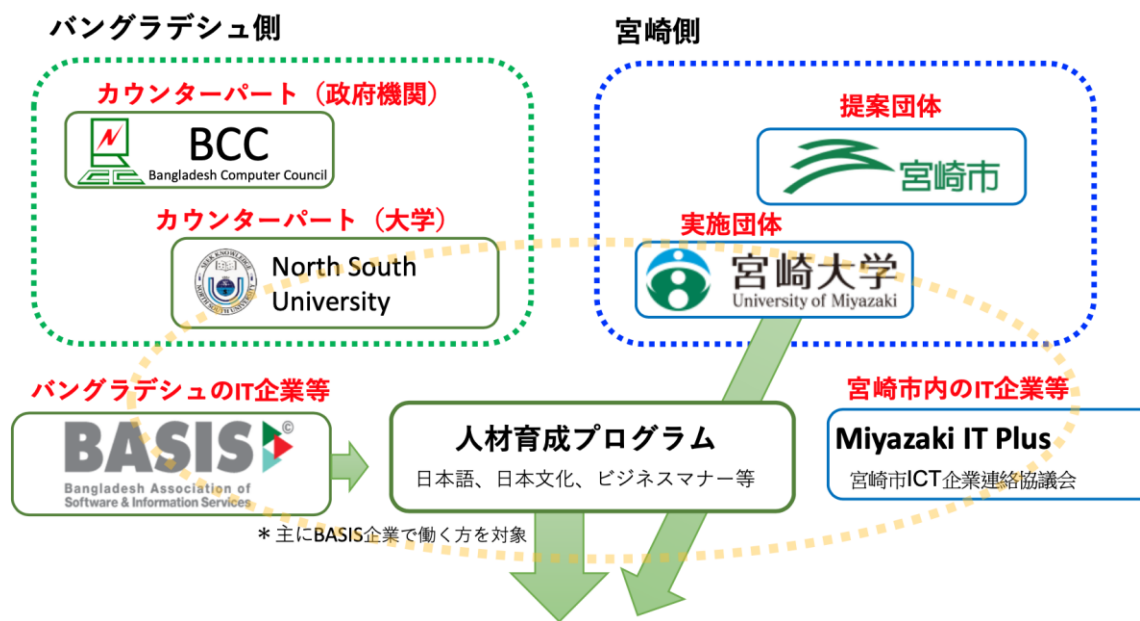 バングラデシュ側
宮崎側
カウンターパート（政府機関）
BCC
Bangladesh Computer Council
提案団体
宮崎市
カウンターパート（大学）
North South
University
実施団体
宮崎大学
University of Miyazaki
バングラデシュのIT企業等
BASIS
©
Bangladesh Association of
Software & Information Services
人材育成プログラム
日本語、日本文化、ビジネスマナー等
宮崎市内のIT企業等
Miyazaki IT Plus
宮崎市ICT企業連絡協議会
＊主にBASIS企業で働く方を対象